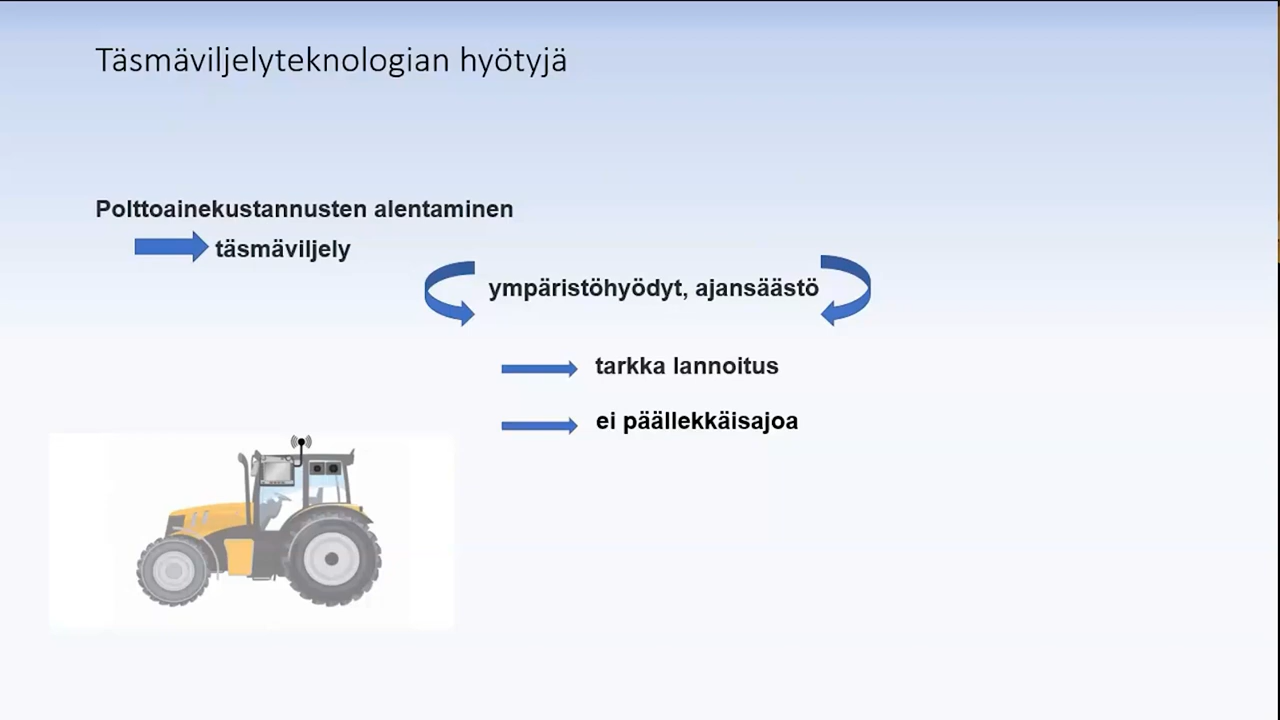 Täsmäviljelyteknologian hyötyjä
Polttoainekustannusten alentaminen
täsmäviljely
ympäristöhyödyt, ajansäästö
tarkka lannoitus
ei päällekkäisajoa